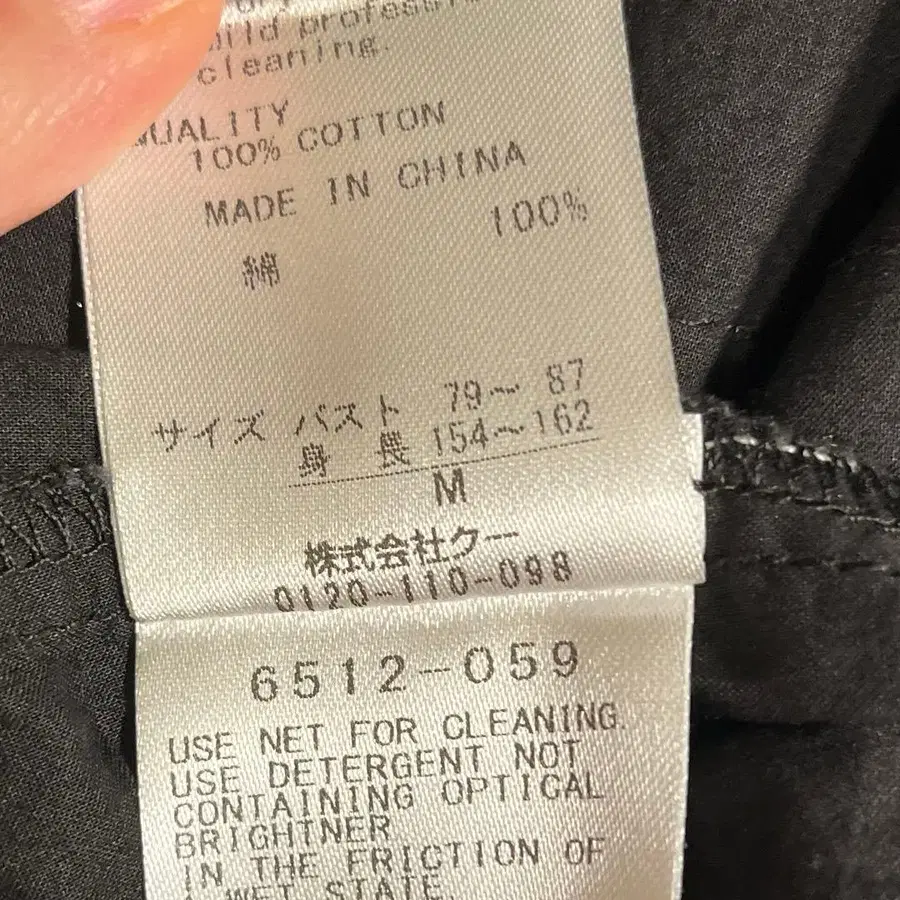 cleaning.
QUALITY
100% COTTON
MADE IN CHINA
100%
綿
サイズ バスト 79〜 87
身 長 154〜162
M
株式会社クー
0120-110-098
6512-059
USE NET FOR CLEANING.
USE DETERGENT NOT
CONTAINING OPTICAL
BRIGHTNER
IN THE FRICTION OF
WET STATE.